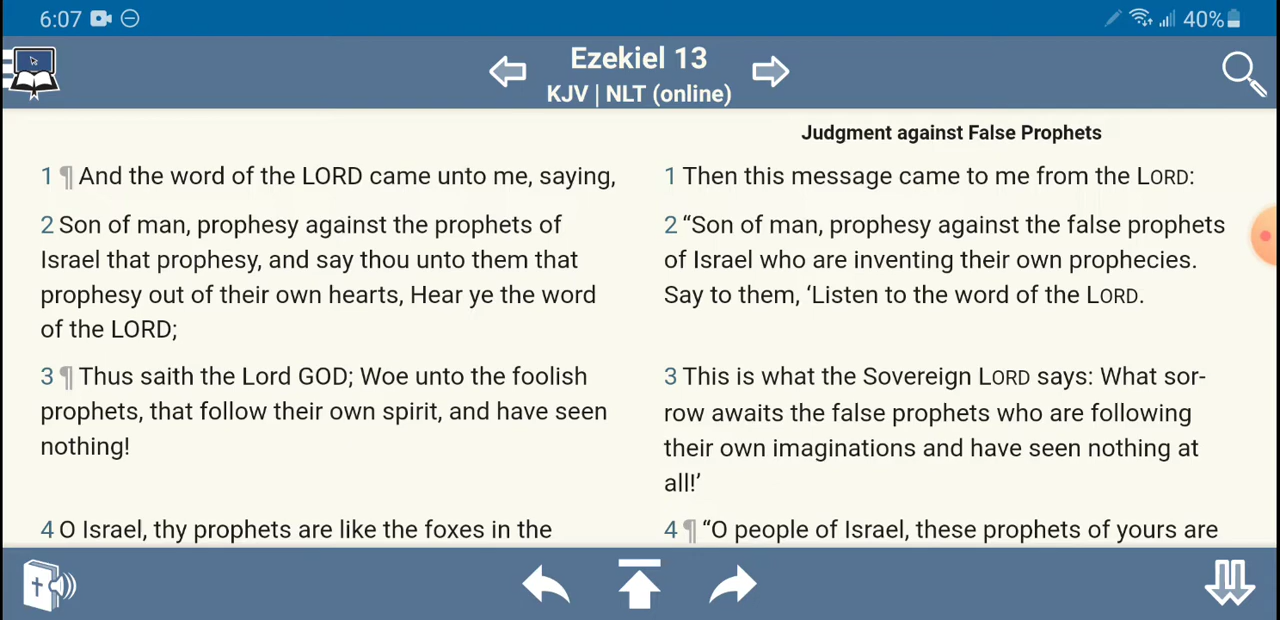 6:07
40%
Ezekiel 13
KJV | NLT (online)
1 ¶ And the word of the LORD came unto me, saying,
2 Son of man, prophesy against the prophets of
Israel that prophesy, and say thou unto them that
prophesy out of their own hearts, Hear ye the word
of the LORD;
3 ¶ Thus saith the Lord GOD; Woe unto the foolish
prophets, that follow their own spirit, and have seen
nothing!
4 O Israel, thy prophets are like the foxes in the
Judgment against False Prophets
1 Then this message came to me from the LORD:
2 “Son of man, prophesy against the false prophets
of Israel who are inventing their own prophecies.
Say to them, ‘Listen to the word of the LORD.
3 This is what the Sovereign LORD says: What sor-
row awaits the false prophets who are following
their own imaginations and have seen nothing at
all!’
4 ¶ “O people of Israel, these prophets of yours are